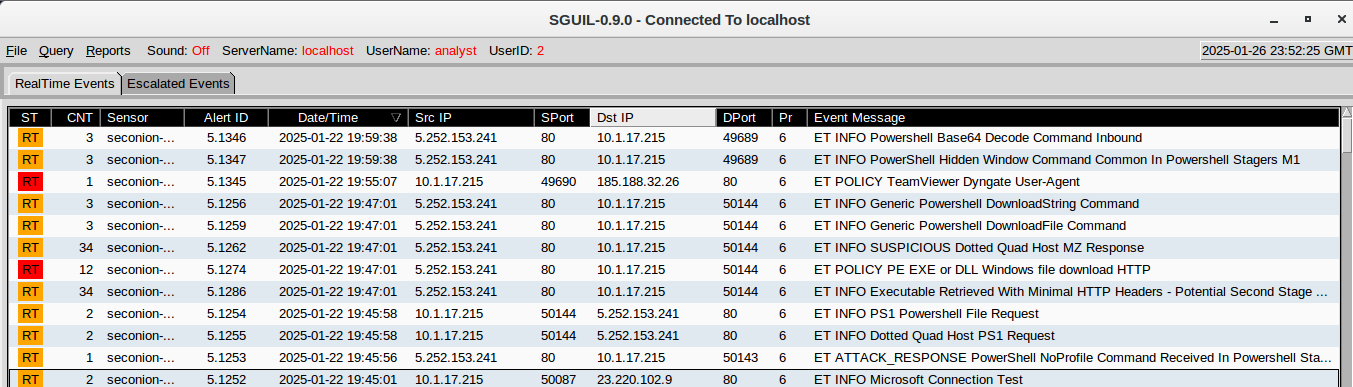 SGUIL-0.9.0 - Connected To localhost
File Query Reports Sound: Off ServerName: localhost UserName: analyst UserID: 2 2025-01-26 23:52:25 GMT
RealTime Events Escalated Events
ST CNT Sensor Alert ID Date/Time Src IP SPort Dst IP DPort Pr Event Message
RT 3 seconion-... 5.1346 2025-01-22 19:59:38 5.252.153.241 80 10.1.17.215 49689 6 ET INFO Powershell Base64 Decode Command Inbound
RT 3 seconion-... 5.1347 2025-01-22 19:59:38 5.252.153.241 80 10.1.17.215 49689 6 ET INFO PowerShell Hidden Window Command Common In Powershell Stagers M1
RT 1 seconion-... 5.1345 2025-01-22 19:55:07 10.1.17.215 49690 185.188.32.26 80 6 ET POLICY TeamViewer Dyngate User-Agent
RT 3 seconion-... 5.1256 2025-01-22 19:47:01 5.252.153.241 80 10.1.17.215 50144 6 ET INFO Generic Powershell DownloadString Command
RT 3 seconion-... 5.1259 2025-01-22 19:47:01 5.252.153.241 80 10.1.17.215 50144 6 ET INFO Generic Powershell DownloadFile Command
RT 34 seconion-... 5.1262 2025-01-22 19:47:01 5.252.153.241 80 10.1.17.215 50144 6 ET INFO SUSPICIOUS Dotted Quad Host MZ Response
RT 12 seconion-... 5.1274 2025-01-22 19:47:01 5.252.153.241 80 10.1.17.215 50144 6 ET POLICY PE EXE or DLL Windows file download HTTP
RT 34 seconion-... 5.1286 2025-01-22 19:47:01 5.252.153.241 80 10.1.17.215 50144 6 ET INFO Executable Retrieved With Minimal HTTP Headers - Potential Second Stage ...
RT 2 seconion-... 5.1254 2025-01-22 19:45:58 10.1.17.215 50144 5.252.153.241 80 6 ET INFO PS1 Powershell File Request
RT 2 seconion-... 5.1255 2025-01-22 19:45:58 10.1.17.215 50144 5.252.153.241 80 6 ET INFO Dotted Quad Host PS1 Request
RT 1 seconion-... 5.1253 2025-01-22 19:45:56 5.252.153.241 80 10.1.17.215 50143 6 ET ATTACK_RESPONSE PowerShell NoProfile Command Received In Powershell Sta...
RT 2 seconion-... 5.1252 2025-01-22 19:45:01 10.1.17.215 50087 23.220.102.9 80 6 ET INFO Microsoft Connection Test